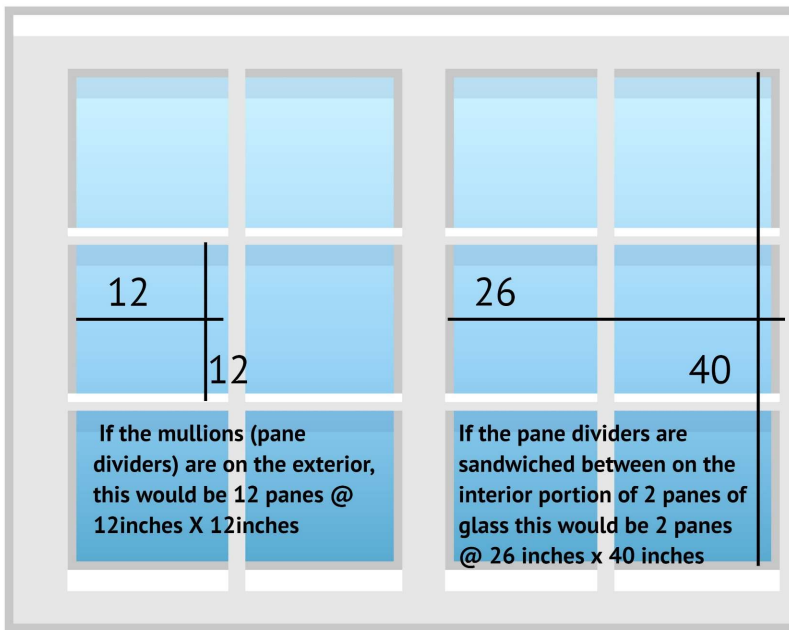 12
12
If the mullions (pane
dividers) are on the exterior,
this would be 12 panes @
12inches X 12inches
26
40
If the pane dividers are
sandwiched between on the
interior portion of 2 panes of
glass this would be 2 panes
@ 26 inches x 40 inches